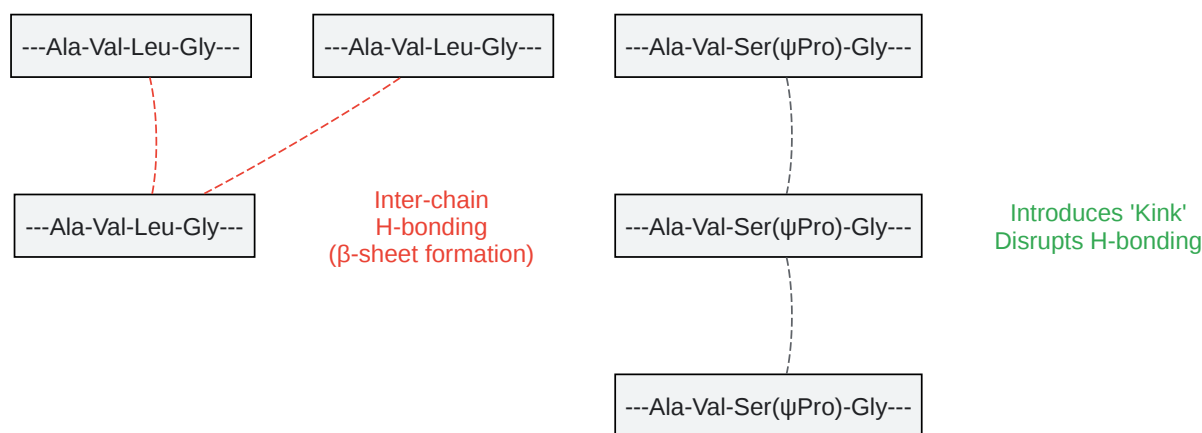 ---Ala-Val-Leu-Gly---
---Ala-Val-Leu-Gly---
---Ala-Val-Ser(ψPro)-Gly---
---Ala-Val-Leu-Gly---
Inter-chain
H-bonding
(β-sheet formation)
---Ala-Val-Ser(ψPro)-Gly---
Introduces 'Kink'
Disrupts H-bonding
---Ala-Val-Ser(ψPro)-Gly---